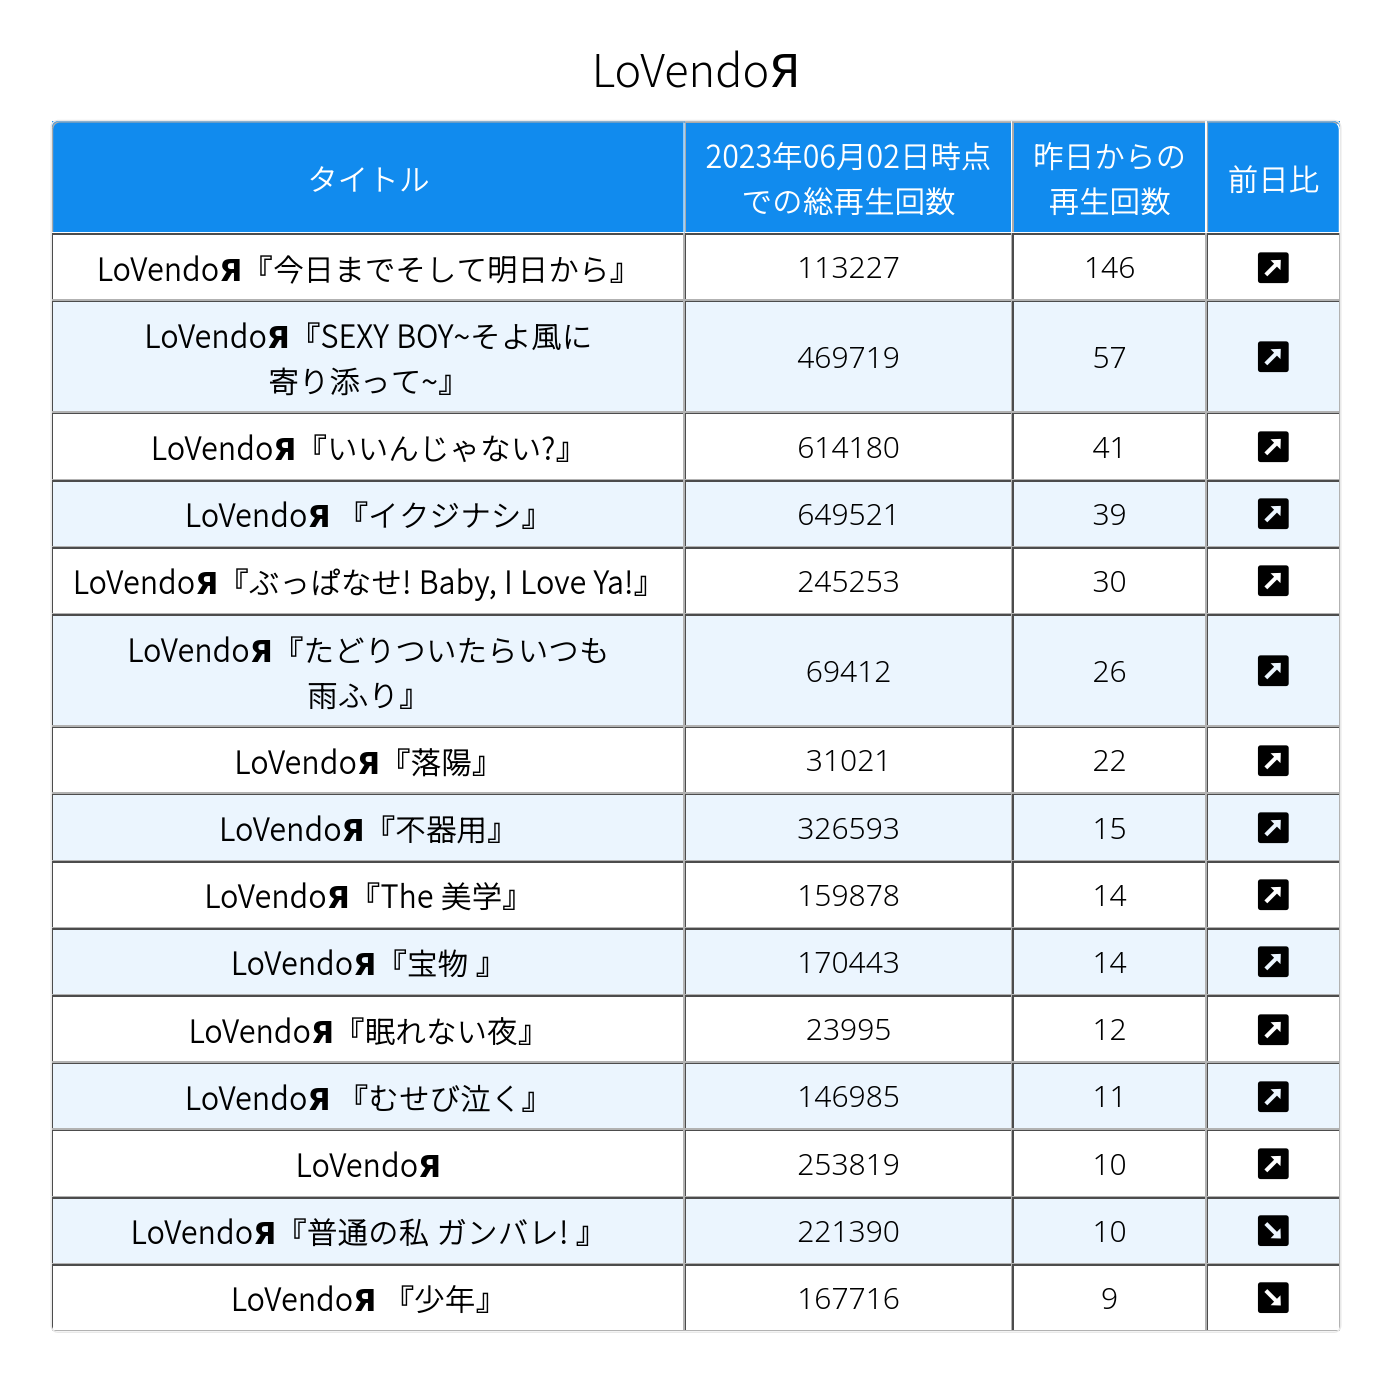 LoVendoЯ
タイトル
2023年06月02日時点
での総再生回数
昨日からの
再生回数
前日比
LoVendoЯ『今日までそして明日から』 113227 146 ↗
LoVendoЯ『SEXY BOY~そよ風に
寄り添って~』 469719 57 ↗
LoVendoЯ『いいんじゃない?』 614180 41 ↗
LoVendoЯ 『イクジナシ』 649521 39 ↗
LoVendoЯ『ぶっぱなせ! Baby, I Love Ya!』 245253 30 ↗
LoVendoЯ『たどりついたらいつも
雨ふり』 69412 26 ↗
LoVendoЯ『落陽』 31021 22 ↗
LoVendoЯ『不器用』 326593 15 ↗
LoVendoЯ『The 美学』 159878 14 ↗
LoVendoЯ『宝物 』 170443 14 ↗
LoVendoЯ『眠れない夜』 23995 12 ↗
LoVendoЯ 『むせび泣く』 146985 11 ↗
LoVendoЯ 253819 10 ↗
LoVendoЯ『普通の私 ガンバレ! 』 221390 10 ↘
LoVendoЯ 『少年』 167716 9 ↘